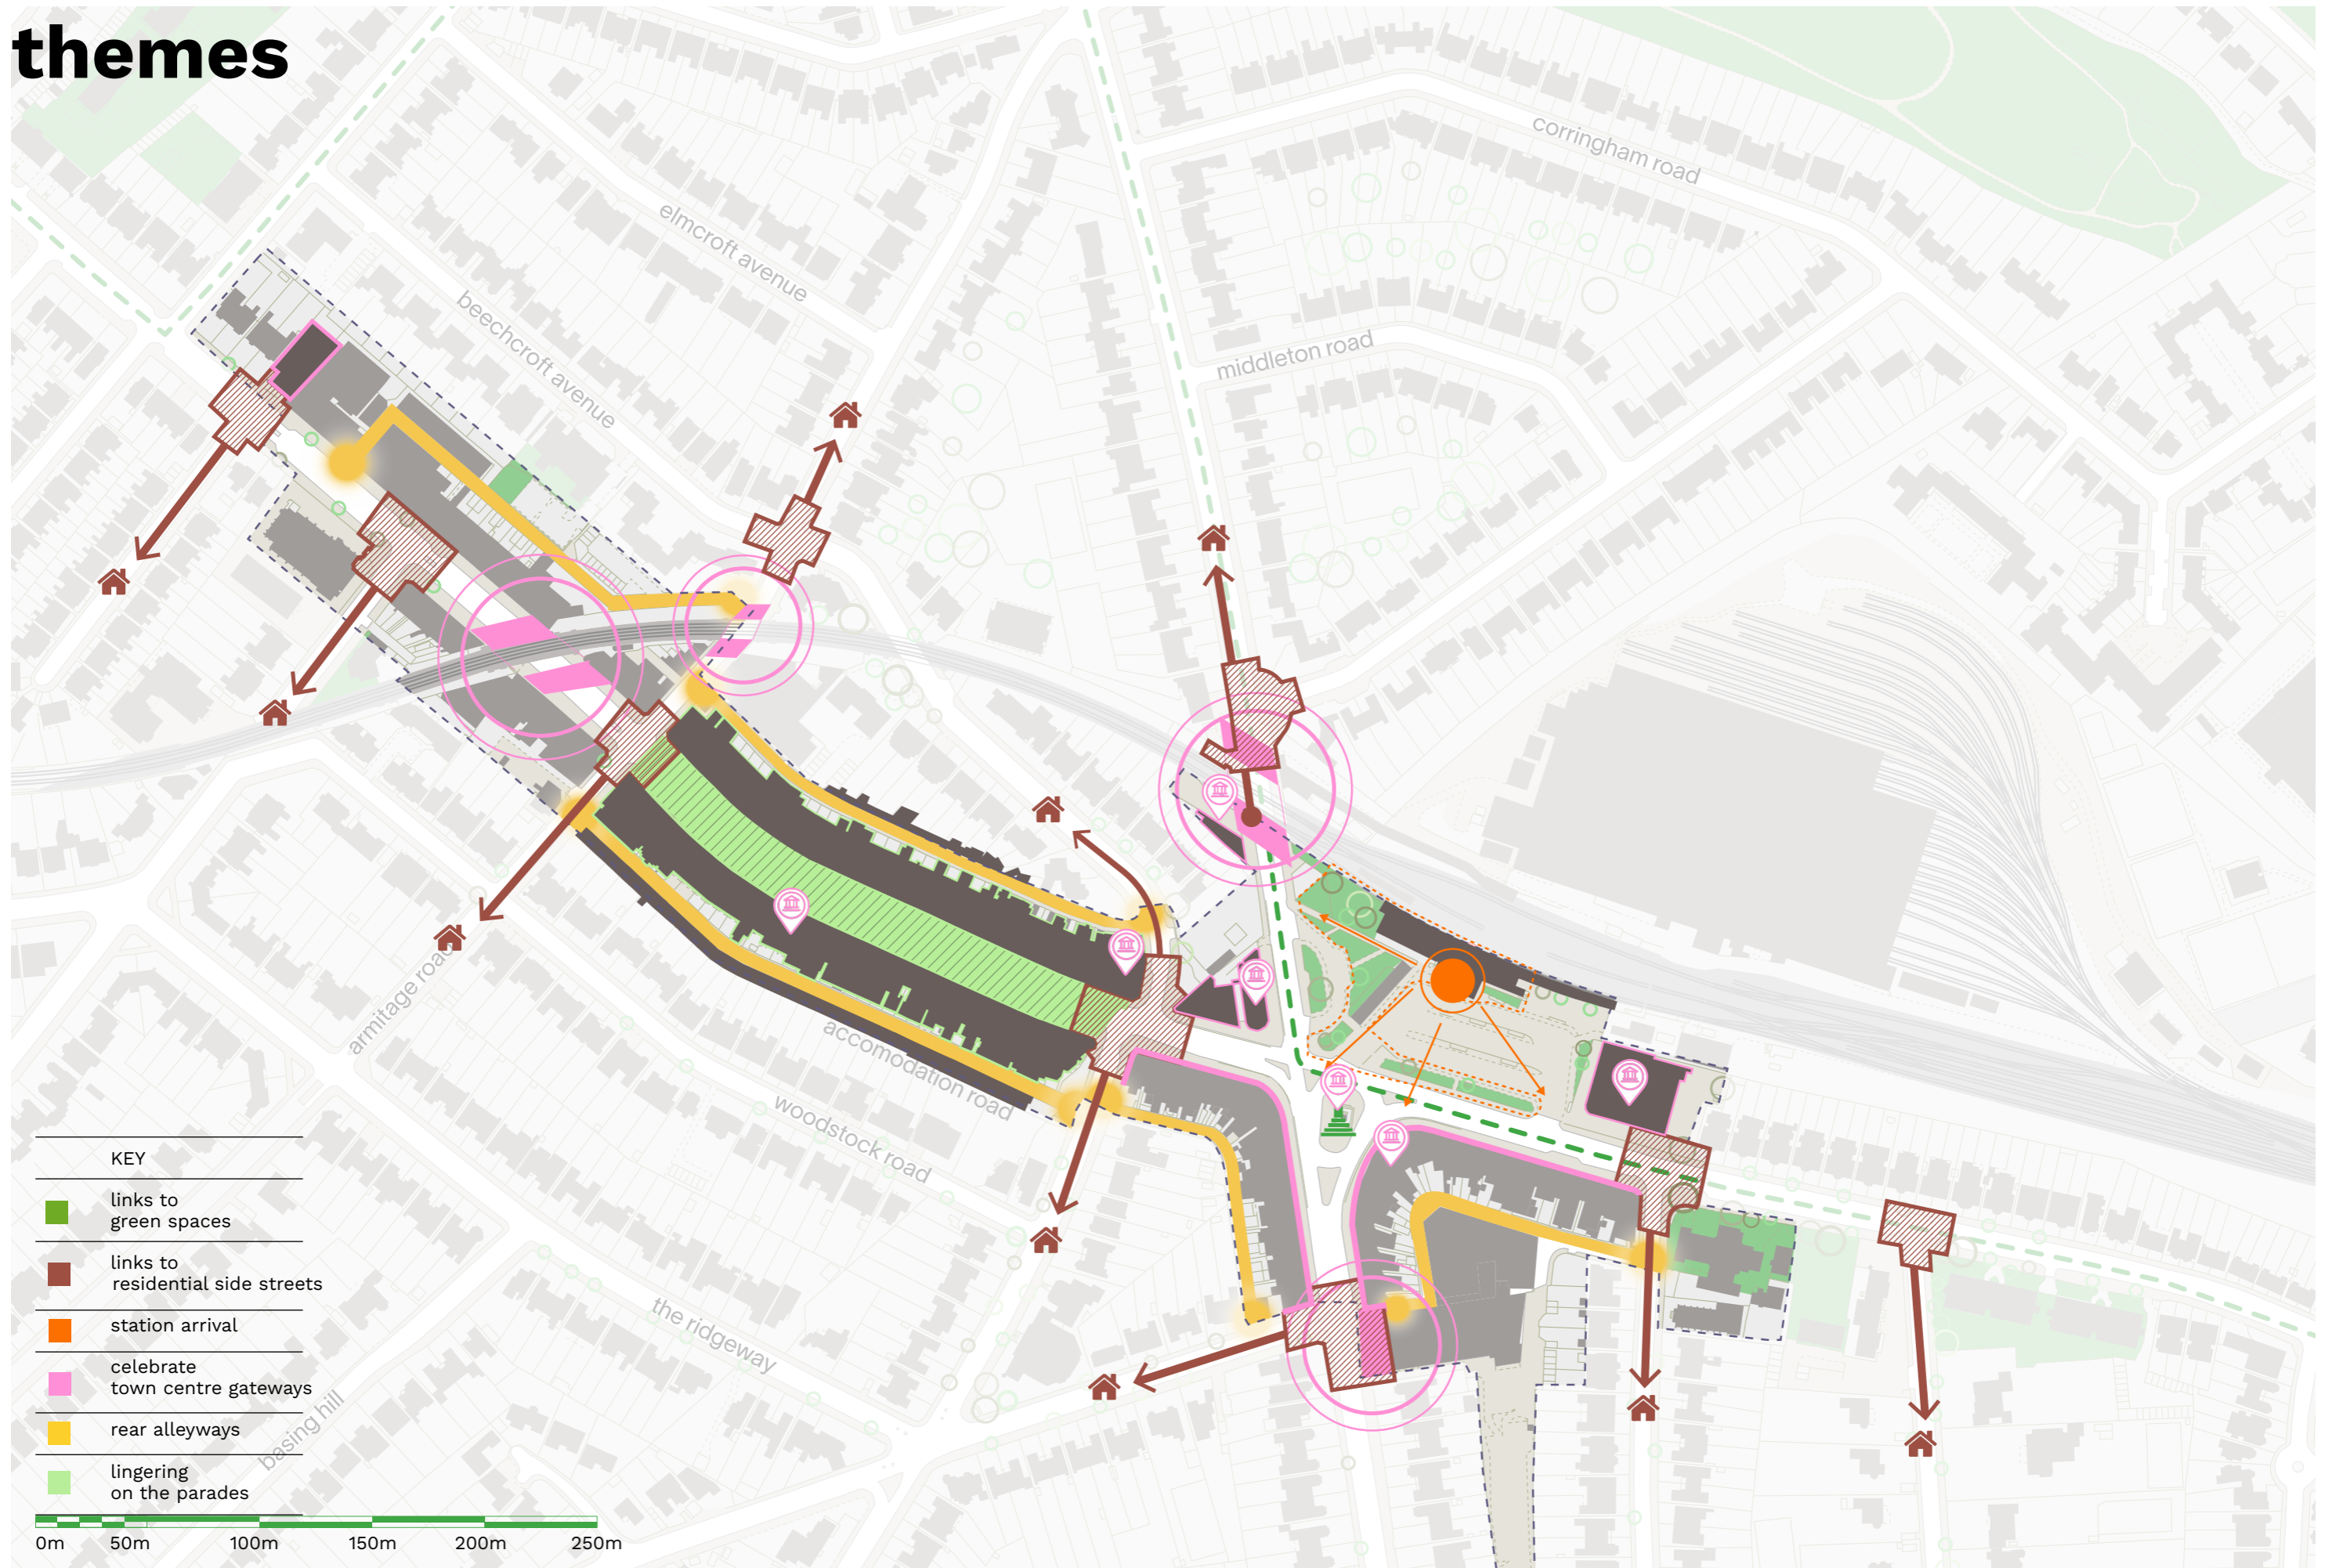 themes
corringham road
elmcroft avenue
beechcroft avenue
middleton road
armitage road
accomodation road
woodstock road
the ridgeway
basing hill
KEY
links to
green spaces
links to
residential side streets
station arrival
celebrate
town centre gateways
rear alleyways
lingering
on the parades
0m 50m 100m 150m 200m 250m